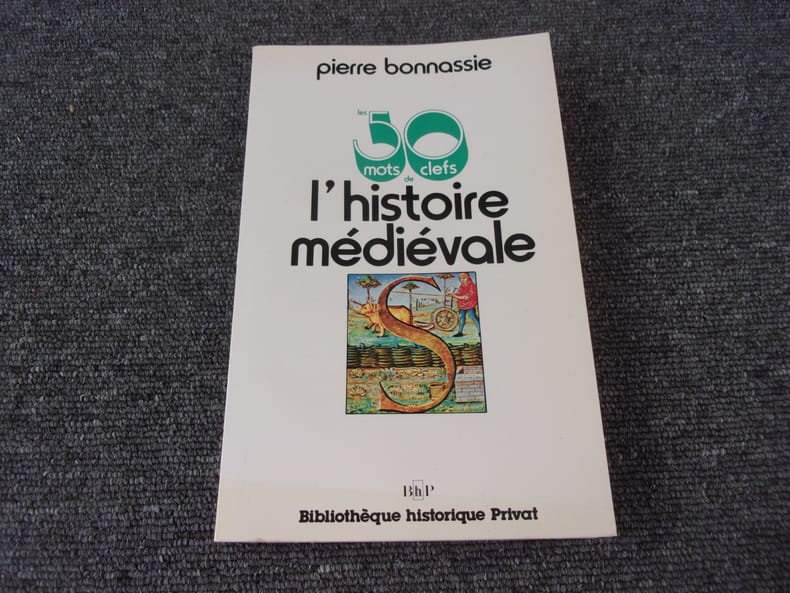 pierre bonnassie
les
50
mots clefs
de
l'histoire
médiévale
S
BhP
Bibliothèque historique Privat